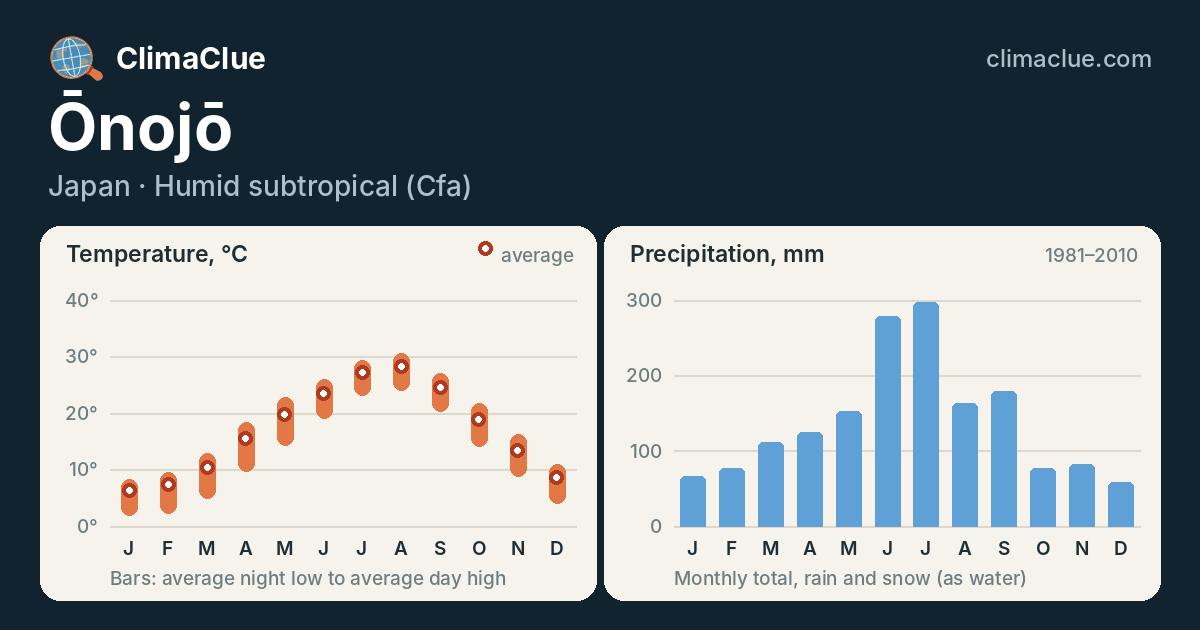 ClimaClue
climaclue.com
Ōnojō
Japan · Humid subtropical (Cfa)
Temperature, °C
average
40°
30°
20°
10°
0°
J F M A M J J A S O N D
Bars: average night low to average day high
Precipitation, mm
1981–2010
300
200
100
0
J F M A M J J A S O N D
Monthly total, rain and snow (as water)